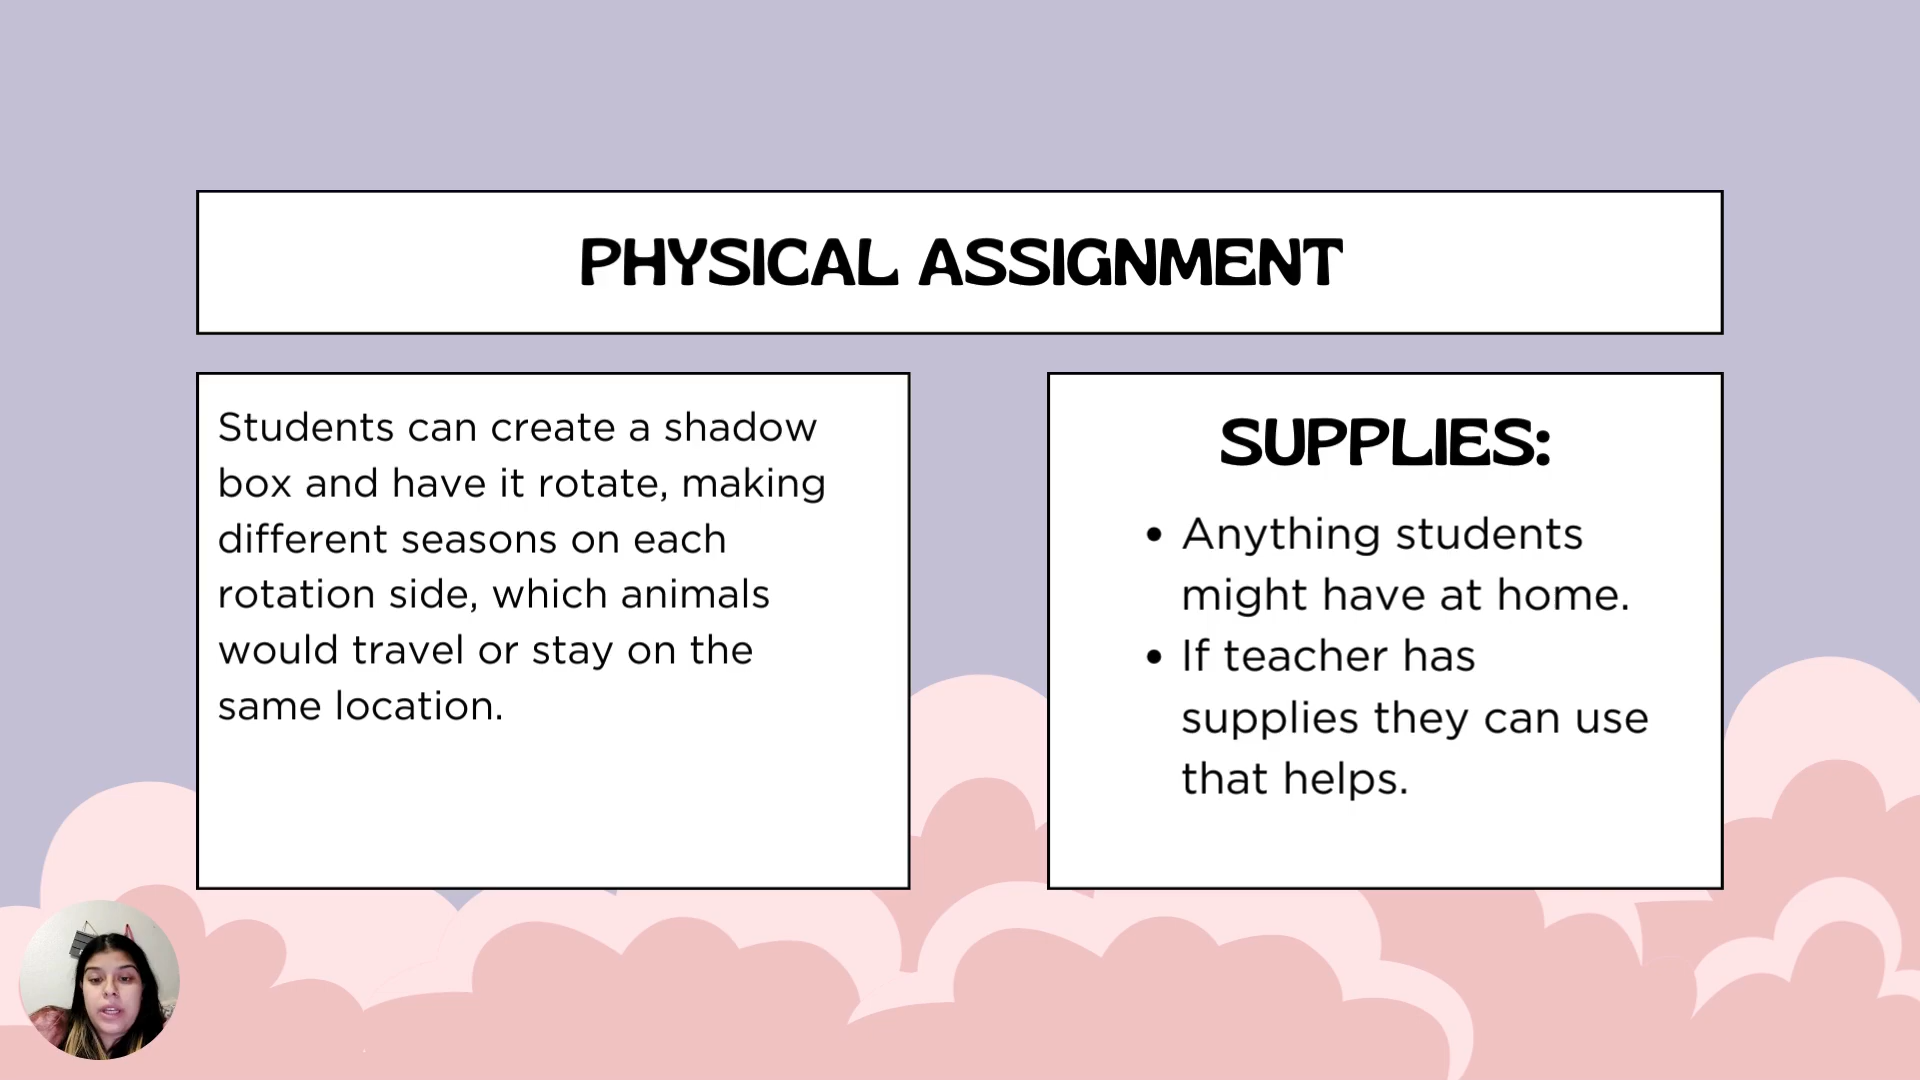 PHYSICAL ASSIGNMENT
Students can create a shadow
box and have it rotate, making
different seasons on each
rotation side, which animals
would travel or stay on the
same location.
SUPPLIES:
• Anything students
might have at home.
• If teacher has
supplies they can use
that helps.